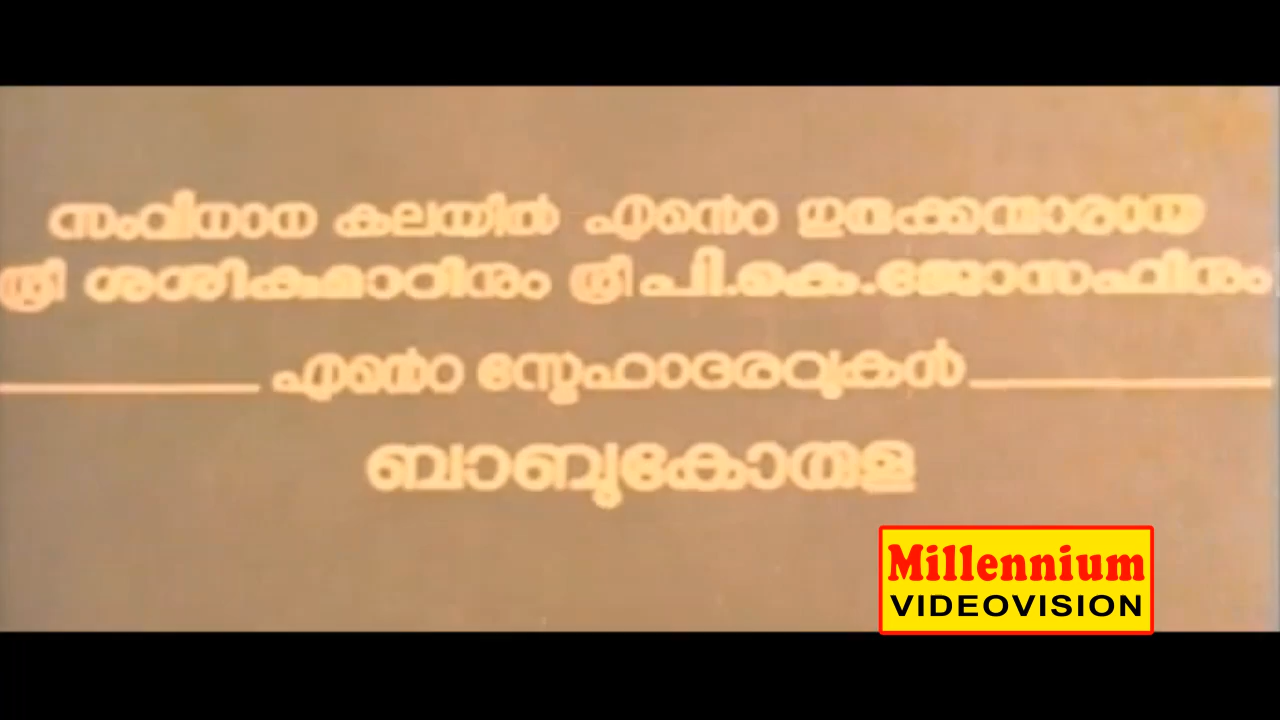 സംവിധാന കലയിൽ എന്റെ ഗുരുക്കന്മാരായ
ശ്രീ ശശികുമാറിനും ശ്രീ പി.കെ.ജോസഫിനും
എന്റെ സ്നേഹാദരവുകൾ
ബാബുകോരുള
Millennium
VIDEOVISION